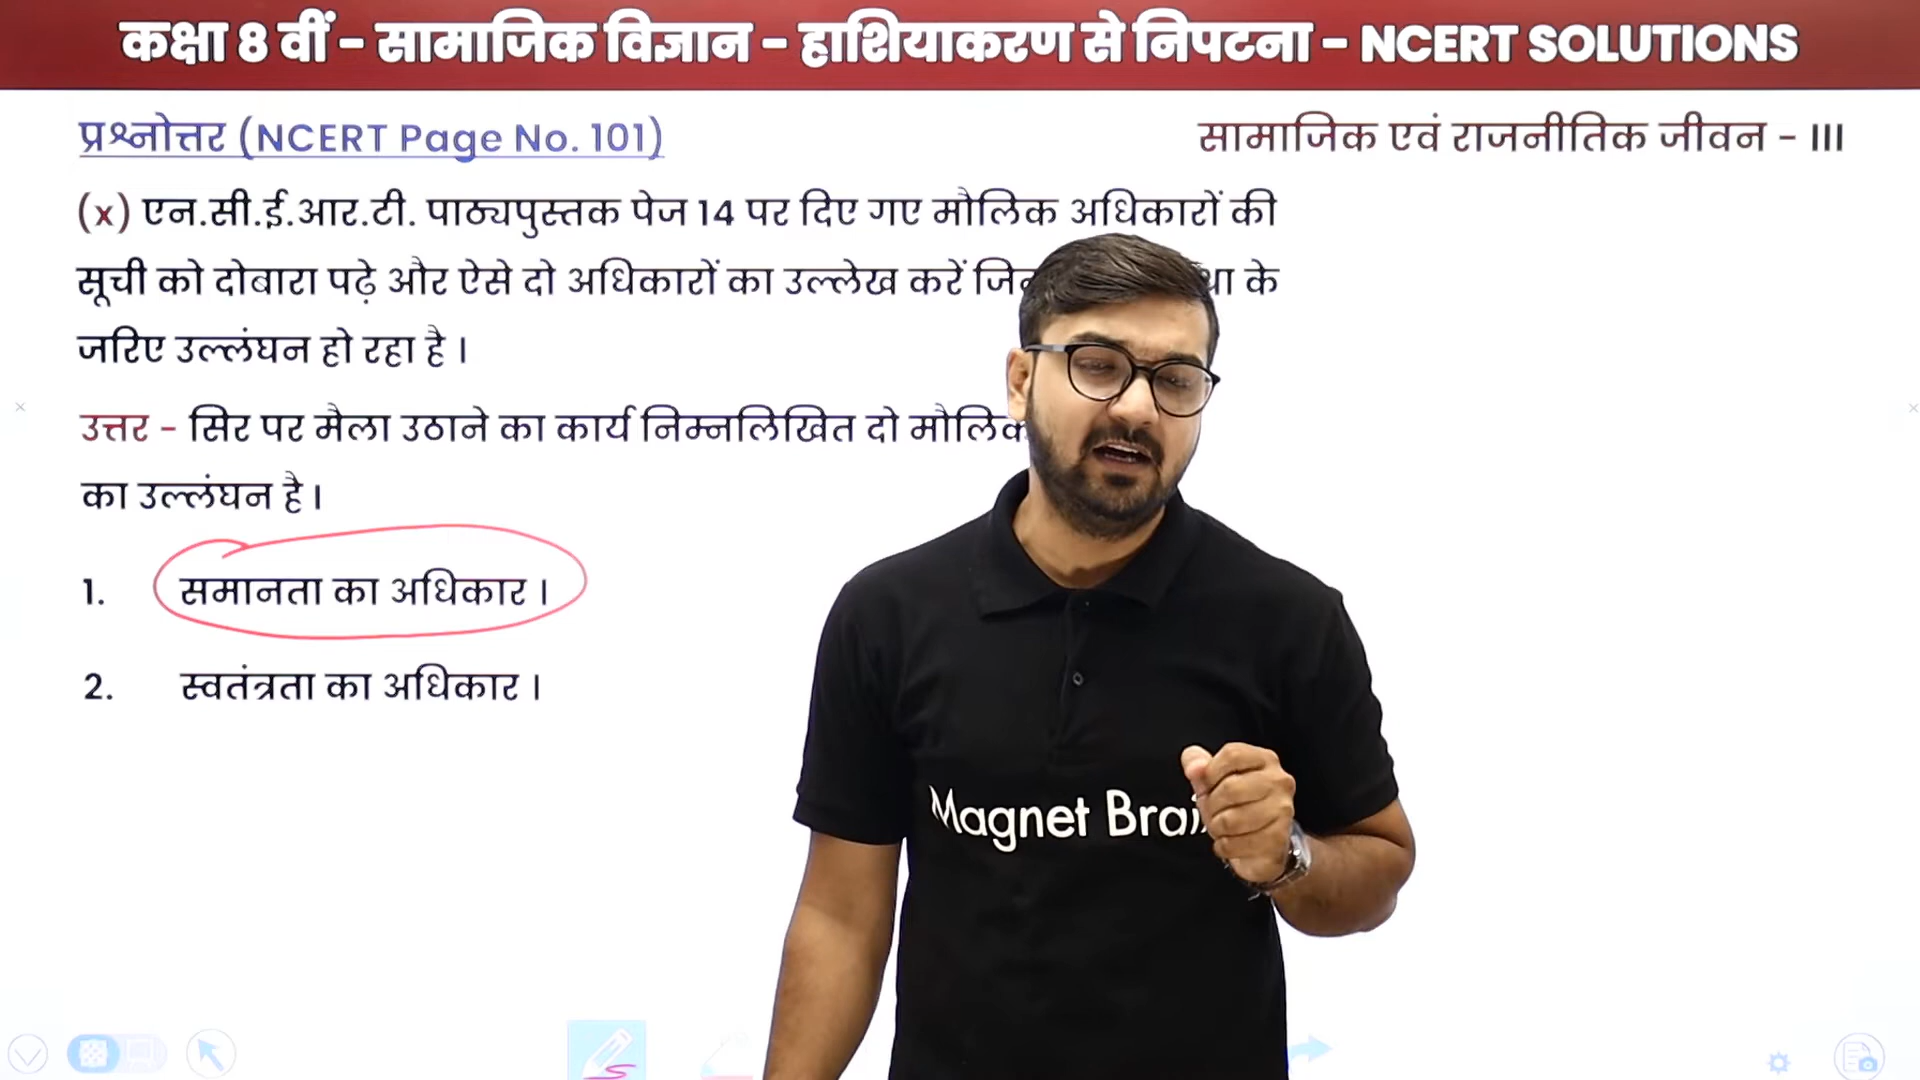 कक्षा 8 वीं - सामाजिक विज्ञान - हाशियाकरण से निपटना - NCERT SOLUTIONS
प्रश्नोत्तर (NCERT Page No. 101)
सामाजिक एवं राजनीतिक जीवन - III
(x) एन.सी.ई.आर.टी. पाठ्यपुस्तक पेज 14 पर दिए गए मौलिक अधिकारों की
सूची को दोबारा पढ़े और ऐसे दो अधिकारों का उल्लेख करें के
जरिए उल्लंघन हो रहा है ।
उत्तर - सिर पर मैला उठाने का कार्य निम्नलिखित दो
का उल्लंघन है ।
1. समानता का अधिकार ।
2. स्वतंत्रता का अधिकार ।
Magnet